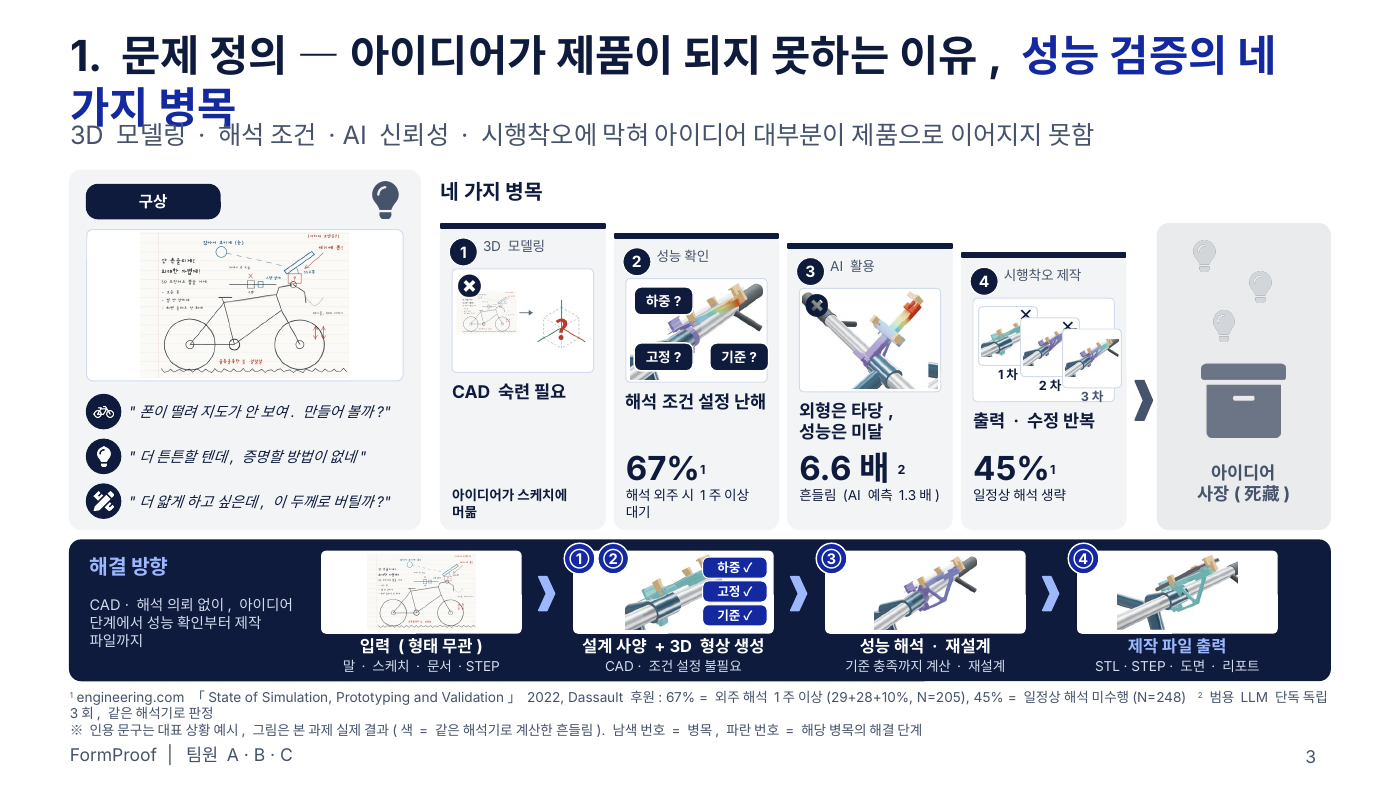 1. 문제 정의 — 아이디어가 제품이 되지 못하는 이유 , 성능 검증의 네
가지 병목
3D 모델링 · 해석 조건 · AI 신뢰성 · 시행착오에 막혀 아이디어 대부분이 제품으로 이어지지 못함
구상
" 폰이 떨려 지도가 안 보여 . 만들어 볼까 ?"
" 더 튼튼할 텐데 , 증명할 방법이 없네 "
" 더 얇게 하고 싶은데 , 이 두께로 버틸까 ?"
네 가지 병목
1 3D 모델링
?
CAD 숙련 필요
아이디어가 스케치에
머묾
2 성능 확인
하중 ?
고정 ?
기준 ?
해석 조건 설정 난해
67%1
해석 외주 시 1 주 이상
대기
3 AI 활용
외형은 타당 ,
성능은 미달
6.6 배 2
흔들림 (AI 예측 1.3 배 )
4 시행착오 제작
1 차
2 차
3 차
출력 · 수정 반복
45%1
일정상 해석 생략
아이디어
사장 ( 死藏 )
해결 방향
CAD · 해석 의뢰 없이 , 아이디어
단계에서 성능 확인부터 제작
파일까지
입력 ( 형태 무관 )
말 · 스케치 · 문서 · STEP
1 2
하중 ✓
고정 ✓
기준 ✓
설계 사양 + 3D 형상 생성
CAD · 조건 설정 불필요
3
성능 해석 · 재설계
기준 충족까지 계산 · 재설계
4
제작 파일 출력
STL · STEP · 도면 · 리포트
¹ engineering.com 「 State of Simulation, Prototyping and Validation 」 2022, Dassault 후원 : 67% = 외주 해석 1 주 이상 (29+28+10%, N=205), 45% = 일정상 해석 미수행 (N=248) ² 범용 LLM 단독 독립
3 회 , 같은 해석기로 판정
※ 인용 문구는 대표 상황 예시 , 그림은 본 과제 실제 결과 ( 색 = 같은 해석기로 계산한 흔들림 ). 남색 번호 = 병목 , 파란 번호 = 해당 병목의 해결 단계
FormProof │ 팀원 A · B · C
3